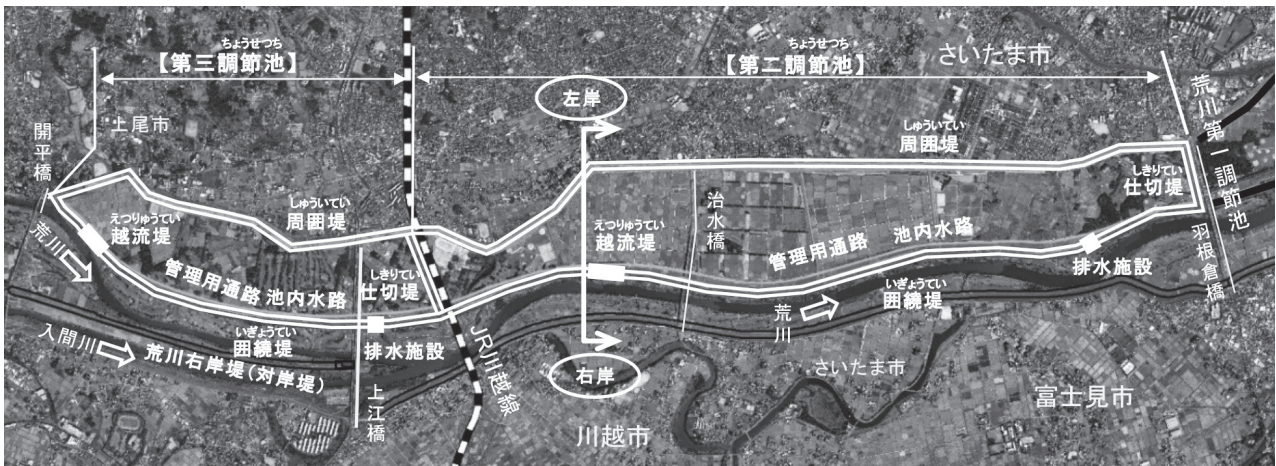 ちょうせつち
【第三調節池】
ちょうせつち
【第二調節池】
さいたま市
左岸
荒川第一調節池
上尾市
開平橋
しゅういてい
周囲堤
しゅういてい
周囲堤
しきりてい
仕切堤
えつりゅうてい
越流堤
えつりゅうてい
越流堤
治水橋
荒川
管理用通路 池内水路
しきりてい
仕切堤
管理用通路 池内水路
排水施設
羽根倉橋
いぎょうてい
囲繞堤
いぎょうてい
囲繞堤
荒川
入間川
荒川右岸堤(対岸堤)
排水施設
JR川越線
上江橋
右岸
さいたま市
川越市
富士見市